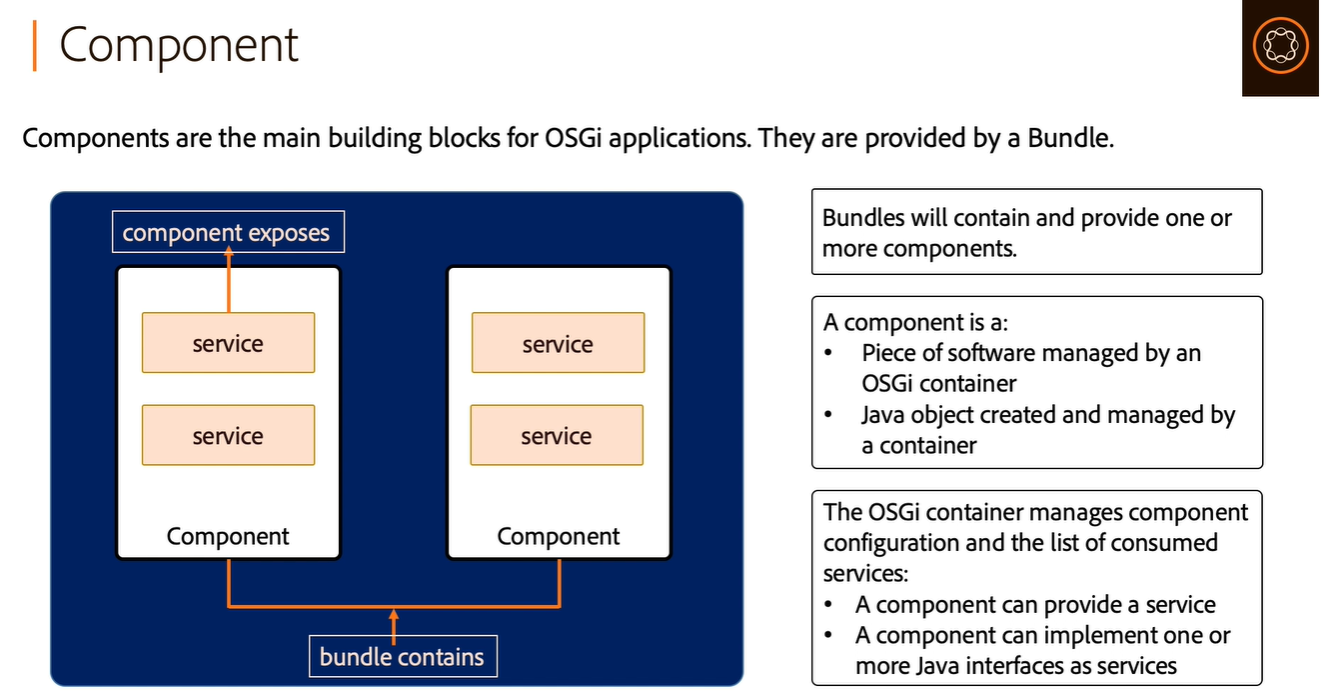 Component
Components are the main building blocks for OSGi applications. They are provided by a Bundle.
component exposes
service
service
Component
service
service
Component
bundle contains
Bundles will contain and provide one or
more components.
A component is a:
• Piece of software managed by an
OSGi container
• Java object created and managed by
a container
The OSGi container manages component
configuration and the list of consumed
services:
• A component can provide a service
• A component can implement one or
more Java interfaces as services